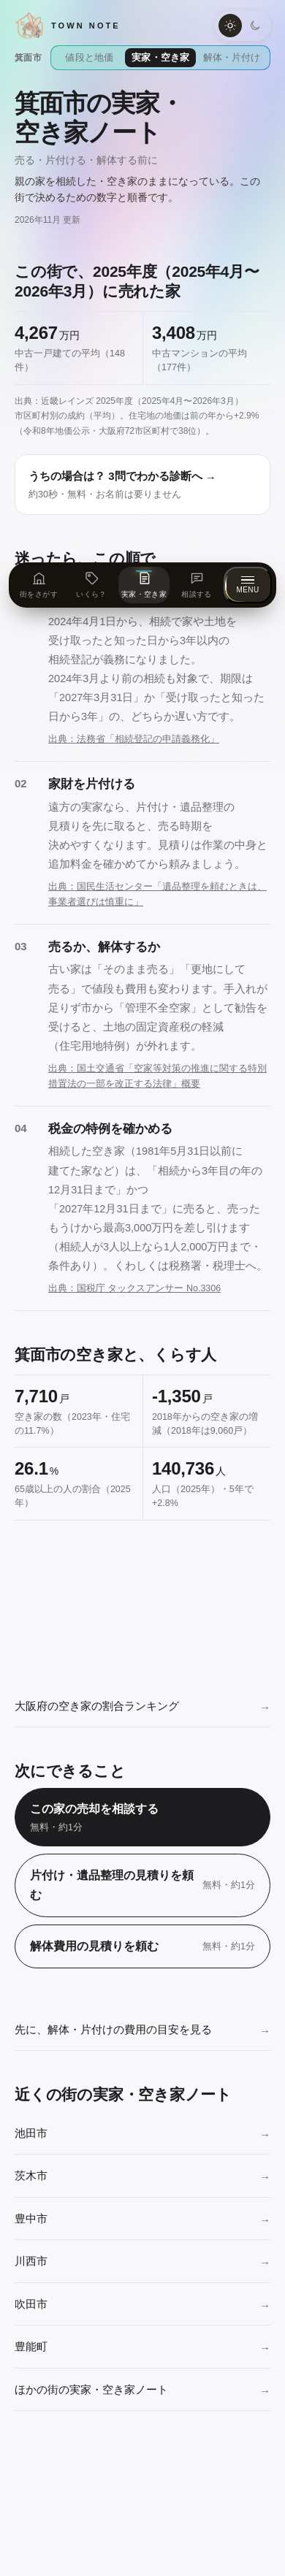 TOWN NOTE
箕面市
値段と地価
実家・空き家
解体・片付け
箕面市の実家・
空き家ノート
売る・片付ける・解体する前に
親の家を相続した・空き家のままになっている。この
街で決めるための数字と順番です。
2026年11月 更新
この街で、2025年度（2025年4月〜
2026年3月）に売れた家
4,267万円
中古一戸建ての平均（148
件）
3,408万円
中古マンションの平均
（177件）
出典：近畿レインズ 2025年度（2025年4月〜2026年3月）
市区町村別の成約（平均）。住宅地の地価は前の年から+2.9%
（令和8年地価公示・大阪府72市区町村で38位）。
うちの場合は？ 3問でわかる診断へ →
約30秒・無料・お名前は要りません
迷ったら、この順で
街をさがす
いくら？
実家・空き家
相談する
MENU
2024年4月1日から、相続で家や土地を
受け取ったと知った日から3年以内の
相続登記が義務になりました。
2024年3月より前の相続も対象で、期限は
「2027年3月31日」か「受け取ったと知った
日から3年」の、どちらか遅い方です。
出典：法務省「相続登記の申請義務化」
02 家財を片付ける
遠方の実家なら、片付け・遺品整理の
見積りを先に取ると、売る時期を
決めやすくなります。見積りは作業の中身と
追加料金を確かめてから頼みましょう。
出典：国民生活センター「遺品整理を頼むときは、
事業者選びは慎重に」
03 売るか、解体するか
古い家は「そのまま売る」「更地にして
売る」で値段も費用も変わります。手入れが
足りず市から「管理不全空家」として勧告を
受けると、土地の固定資産税の軽減
（住宅用地特例）が外れます。
出典：国土交通省「空家等対策の推進に関する特別
措置法の一部を改正する法律」概要
04 税金の特例を確かめる
相続した空き家（1981年5月31日以前に
建てた家など）は、「相続から3年目の年の
12月31日まで」かつ
「2027年12月31日まで」に売ると、売った
もうけから最高3,000万円を差し引けます
（相続人が3人以上なら1人2,000万円まで・
条件あり）。くわしくは税務署・税理士へ。
出典：国税庁 タックスアンサー No.3306
箕面市の空き家と、くらす人
7,710戸
空き家の数（2023年・住宅
の11.7%）
-1,350戸
2018年からの空き家の増
減（2018年は9,060戸）
26.1%
65歳以上の人の割合（2025
年）
140,736人
人口（2025年）・5年で
+2.8%
大阪府の空き家の割合ランキング →
次にできること
この家の売却を相談する
無料・約1分
片付け・遺品整理の見積りを頼
む
無料・約1分
解体費用の見積りを頼む 無料・約1分
先に、解体・片付けの費用の目安を見る →
近くの街の実家・空き家ノート
池田市 →
茨木市 →
豊中市 →
川西市 →
吹田市 →
豊能町 →
ほかの街の実家・空き家ノート →